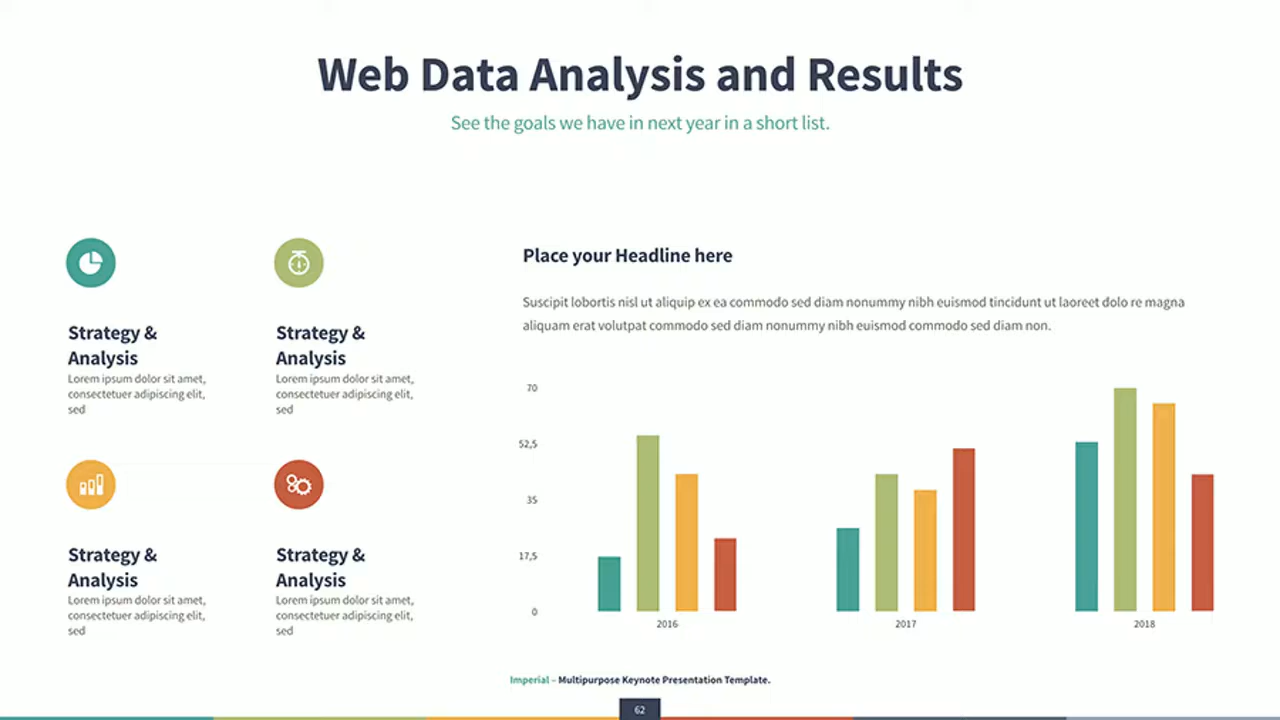 Web Data Analysis and Results
See the goals we have in next year in a short list.
Strategy &
Analysis
Lorem ipsum dolor sit amet,
consectetuer adipiscing elit,
sed
Strategy &
Analysis
Lorem ipsum dolor sit amet,
consectetuer adipiscing elit,
sed
Strategy &
Analysis
Lorem ipsum dolor sit amet,
consectetuer adipiscing elit,
sed
Strategy &
Analysis
Lorem ipsum dolor sit amet,
consectetuer adipiscing elit,
sed
Place your Headline here
Suscipit lobortis nisl ut aliquip ex ea commodo sed diam nonummy nibh euismod tincidunt ut laoreet dolo re magna
aliquam erat volutpat commodo sed diam nonummy nibh euismod commodo sed diam non.
70
52,5
35
17,5
0
2016
2017
2018
Imperial – Multipurpose Keynote Presentation Template.
62